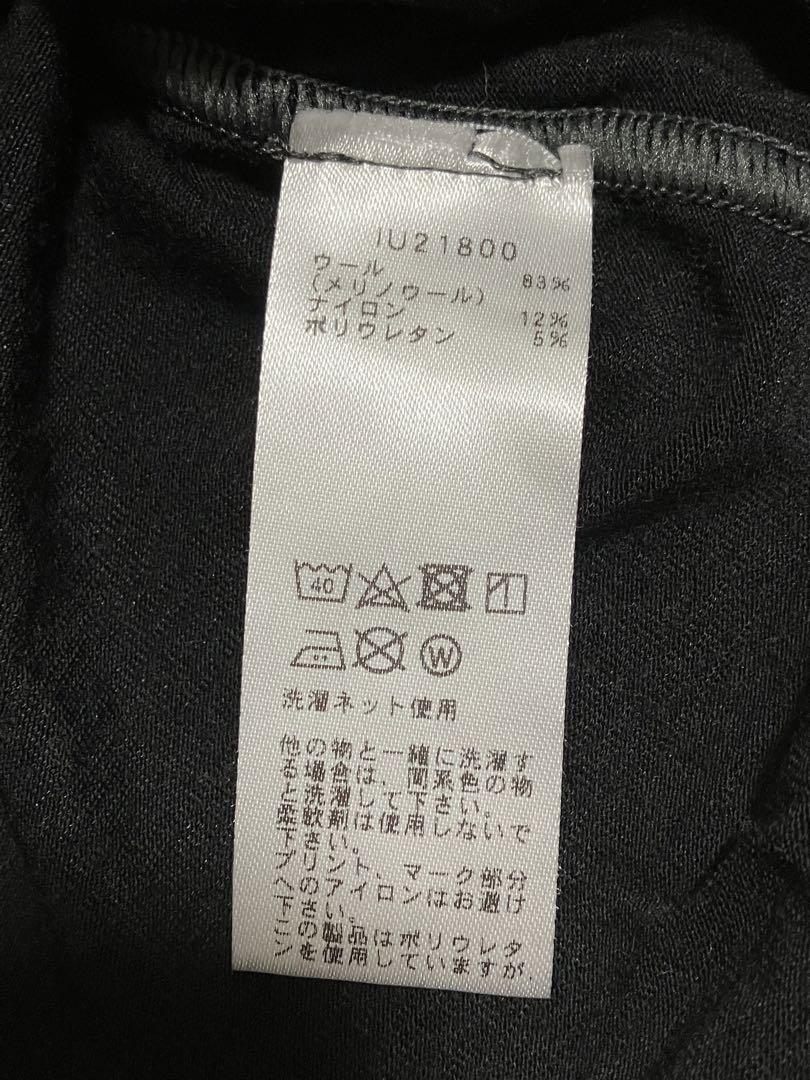 IU21800
ウール 83%
(メリノウール)
ナイロン 12%
ポリウレタン 5%
40
W
洗濯ネット使用
他の物と一緒に洗濯す
る場合は、同系色の物
と洗濯して下さい。
柔軟剤は使用しないで
下さい。
プリント、マーク部分
へのアイロンはお避け
下さい。
この製品はポリウレタ
ンを使用していますが、